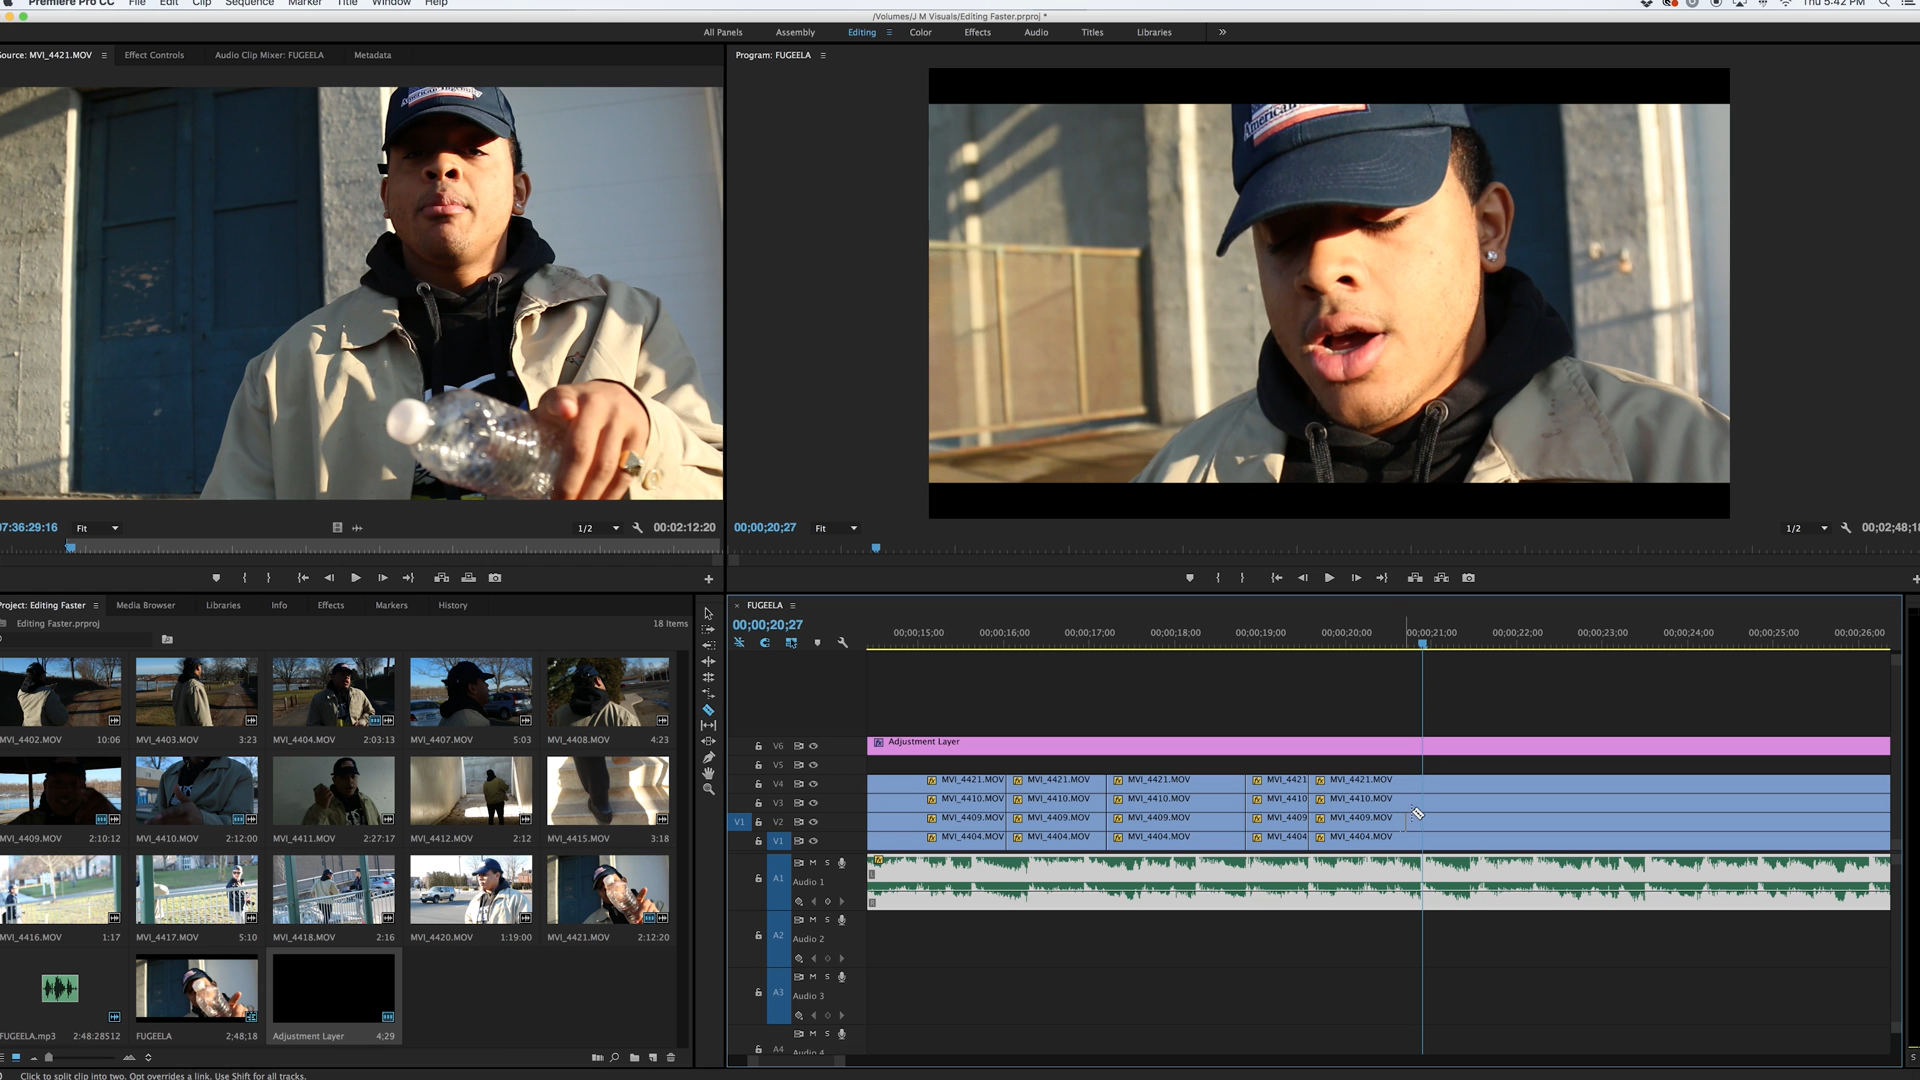 Premiere Pro CC File Edit Clip Sequence Marker Title Window Help
Thu 5:42 PM
/Volumes/J M Visuals/Editing Faster.prproj *
All Panels Assembly Editing Color Effects Audio Titles Libraries
Source: MVI_4421.MOV Effect Controls Audio Clip Mixer: FUGEELA Metadata
Program: FUGEELA
American
American
7:36:29:16 Fit 1/2 00:02:12:20
00;00;20;27 Fit 1/2 00;02;48;18
Project: Editing Faster Media Browser Libraries Info Effects Markers History
Editing Faster.prproj
18 Items
MVI_4402.MOV 10:06 MVI_4403.MOV 3:23 MVI_4404.MOV 2:03:13 MVI_4407.MOV 5:03 MVI_4408.MOV 4:23
MVI_4409.MOV 2:10:12 MVI_4410.MOV 2:12:00 MVI_4411.MOV 2:27:17 MVI_4412.MOV 2:12 MVI_4415.MOV 3:18
MVI_4416.MOV 1:17 MVI_4417.MOV 5:10 MVI_4418.MOV 2:16 MVI_4420.MOV 1:19:00 MVI_4421.MOV 2:12:20
FUGEELA.mp3 2:48:28512 FUGEELA 2;48;18 Adjustment Layer 4;29
FUGEELA
00;00;20;27
00;00;15;00 00;00;16;00 00;00;17;00 00;00;18;00 00;00;19;00 00;00;20;00 00;00;21;00 00;00;22;00 00;00;23;00 00;00;24;00 00;00;25;00 00;00;26;00
V6 Adjustment Layer
V5
V4 MVI_4421.MOV MVI_4421.MOV MVI_4421.MOV MVI_4421 MVI_4421.MOV
V3 MVI_4410.MOV MVI_4410.MOV MVI_4410.MOV MVI_4410 MVI_4410.MOV
V1 V2 MVI_4409.MOV MVI_4409.MOV MVI_4409.MOV MVI_4409 MVI_4409.MOV
V1 MVI_4404.MOV MVI_4404.MOV MVI_4404.MOV MVI_4404 MVI_4404.MOV
M S
A1 Audio 1
L
R
M S
A2 Audio 2
M S
A3 Audio 3
M S
A4 Audio 4
S
Click to split clip into two. Opt overrides a link. Use Shift for all tracks.